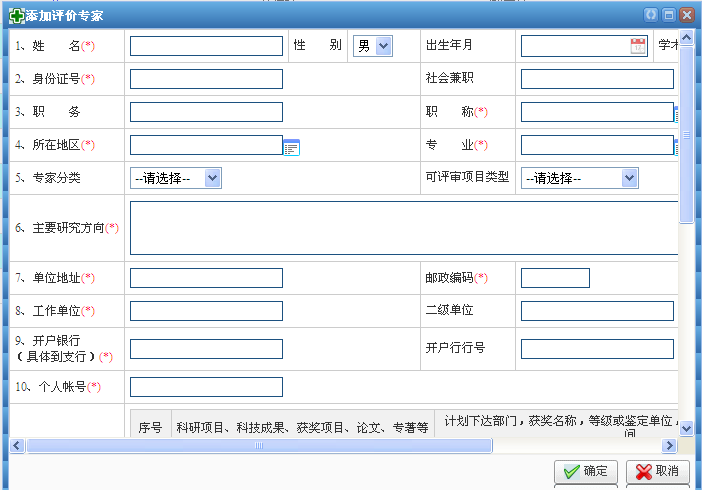 添加评价专家
1、姓 名(*) 性 别 男 出生年月 学术
2、身份证号(*) 社会兼职
3、职 务 职 称(*)
4、所在地区(*) 专 业(*)
5、专家分类 --请选择-- 可评审项目类型 --请选择--
6、主要研究方向(*)
7、单位地址(*) 邮政编码(*)
8、工作单位(*) 二级单位
9、开户银行
（具体到支行）(*) 开户行行号
10、个人帐号(*)
序号 科研项目、科技成果、获奖项目、论文、专著等 计划下达部门，获奖名称，等级或鉴定单位，
间
确定 取消